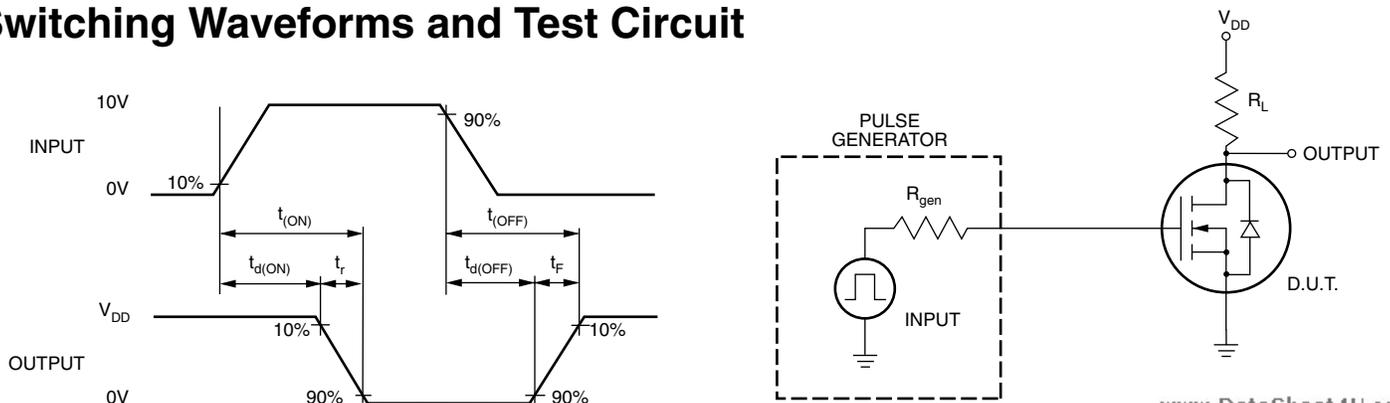 Switching Waveforms and Test Circuit
10V
INPUT
0V
10%
90%
t(ON)
t(OFF)
td(ON)
tr
td(OFF)
tF
VDD
OUTPUT
0V
10%
10%
90%
90%
PULSE
GENERATOR
Rgen
INPUT
VDD
RL
OUTPUT
D.U.T.